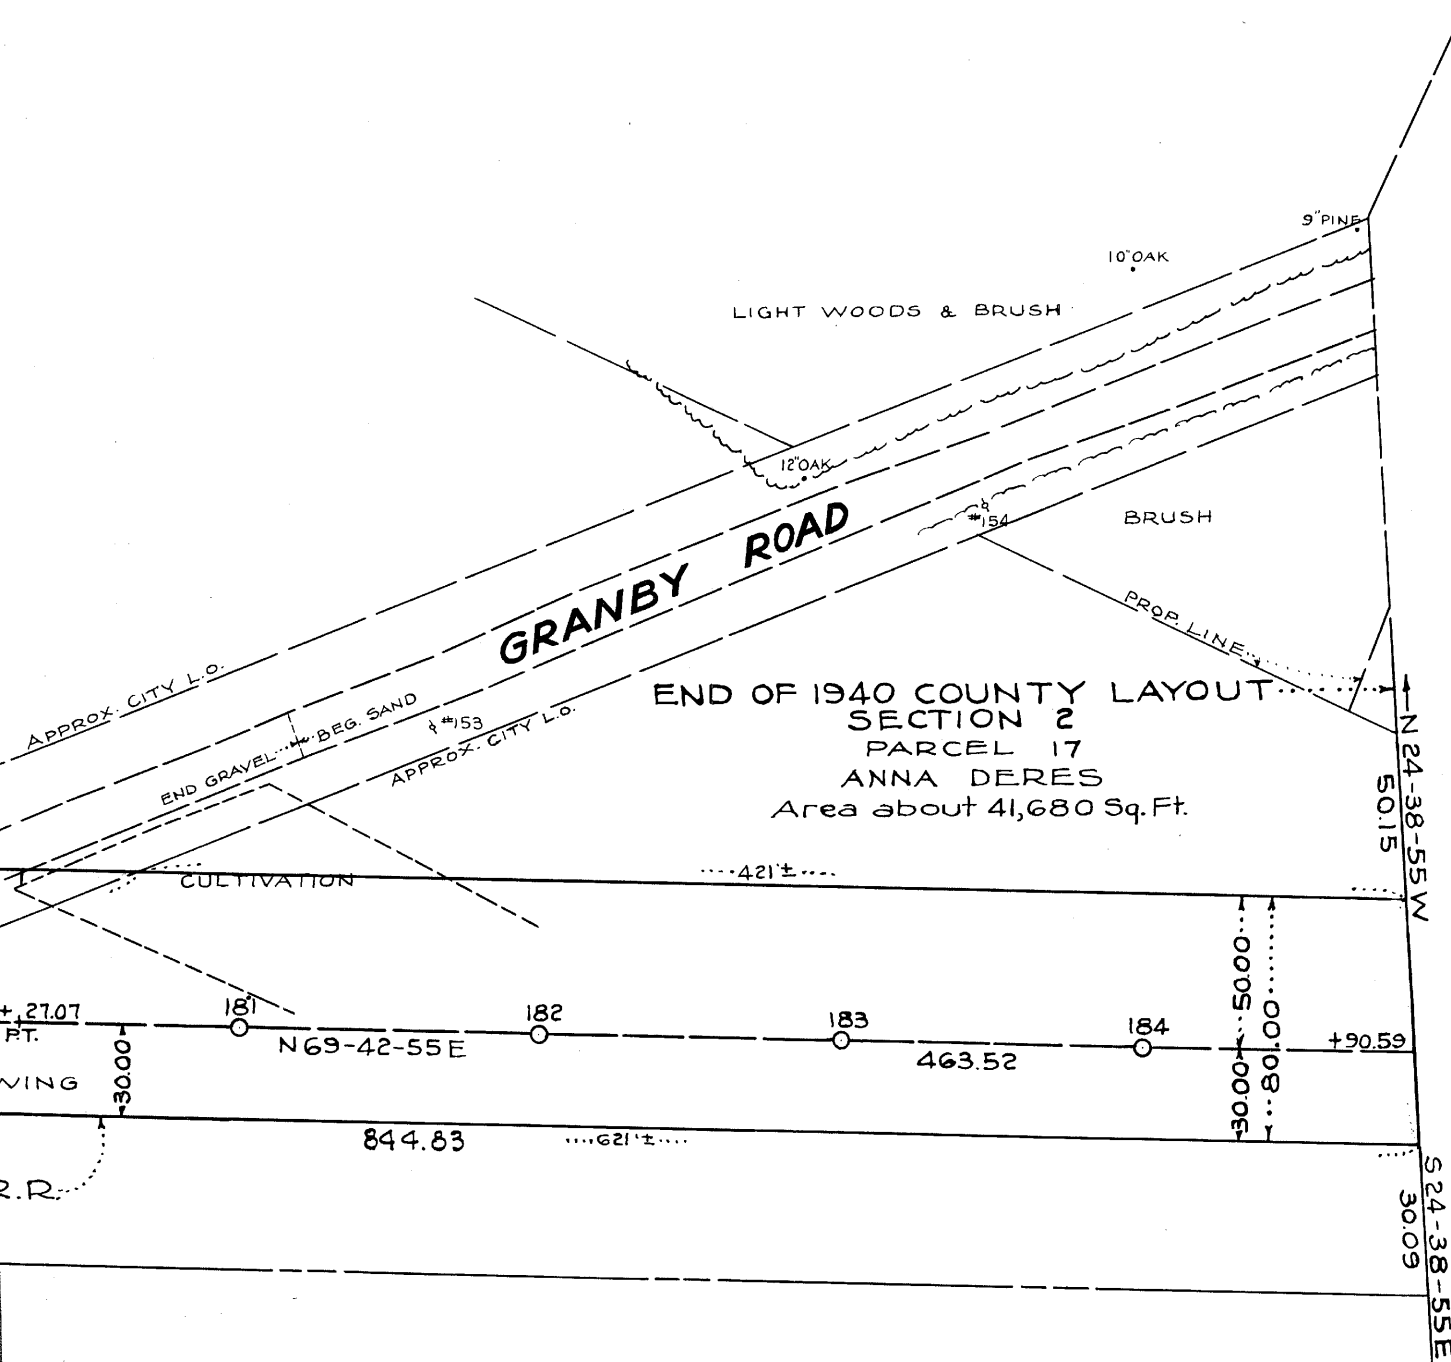 9" PINE
10" OAK
LIGHT WOODS & BRUSH
12" OAK
GRANBY ROAD
#154
BRUSH
PROP. LINE
APPROX. CITY L.O.
END GRAVEL
BEG. SAND
#153
APPROX. CITY L.O.
END OF 1940 COUNTY LAYOUT
SECTION 2
PARCEL 17
ANNA DERES
Area about 41,680 Sq. Ft.
N 24-38-55 W
50.15
421'±
CULTIVATION
50.00
80.00
30.00
+27.07
P.T.
181
182
183
184
+90.59
N 69-42-55 E
463.52
30.00
WING
844.83
621'±
R.R.
S 24-38-55 E
30.09